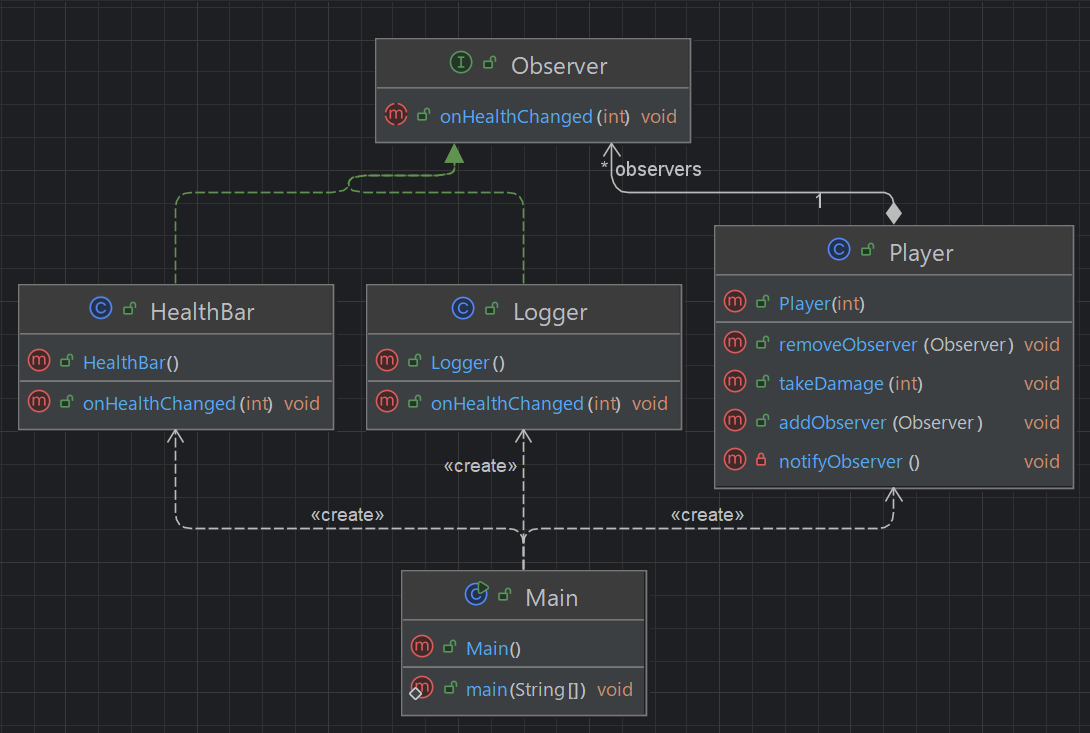 Observer
onHealthChanged(int) void
* observers
1
Player
Player(int)
removeObserver(Observer) void
takeDamage(int) void
addObserver(Observer) void
notifyObserver() void
HealthBar
HealthBar()
onHealthChanged(int) void
Logger
Logger()
onHealthChanged(int) void
«create»
«create»
«create»
Main
Main()
main(String[]) void